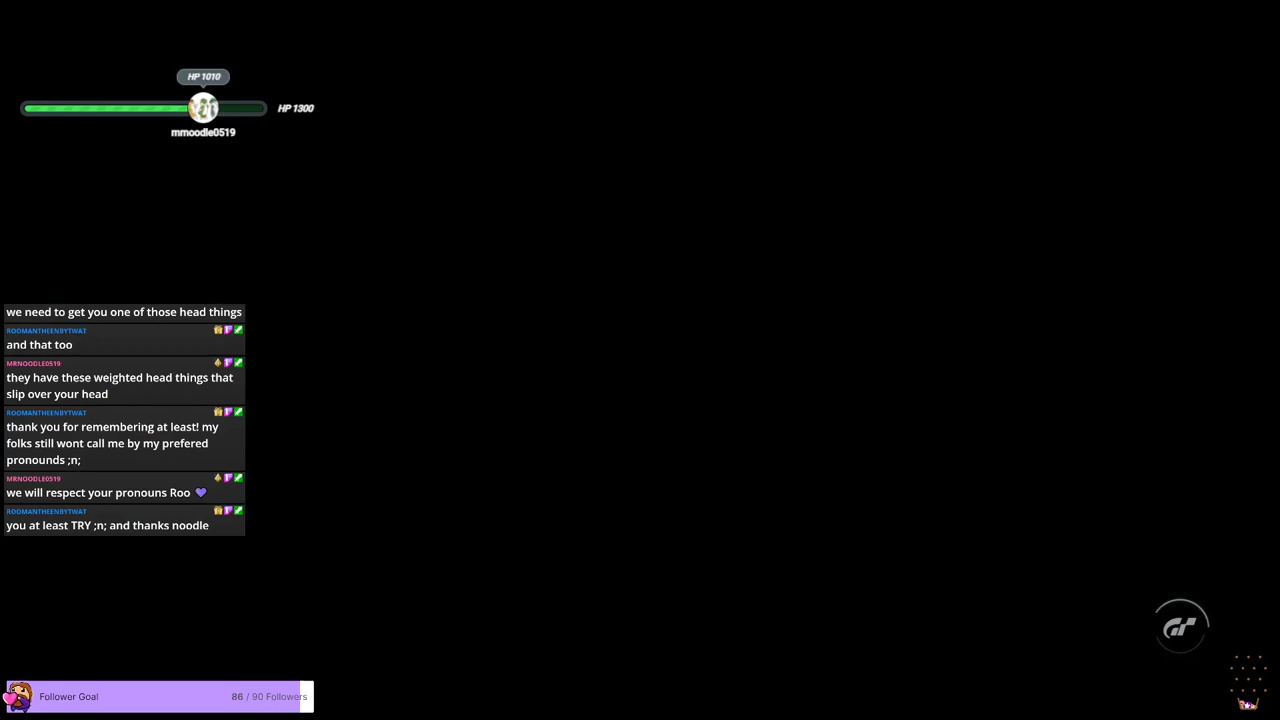 HP 1010
HP 1300
mrnoodle0519
we need to get you one of those head things
ROOMANTHEENBYTWAT
and that too
MRNOODLE0519
they have these weighted head things that
slip over your head
ROOMANTHEENBYTWAT
thank you for remembering at least! my
folks still wont call me by my prefered
pronouns ;n;
MRNOODLE0519
we will respect your pronouns Roo 💜
ROOMANTHEENBYTWAT
you at least TRY ;n; and thanks noodle
GT
Follower Goal
86 / 90 Followers